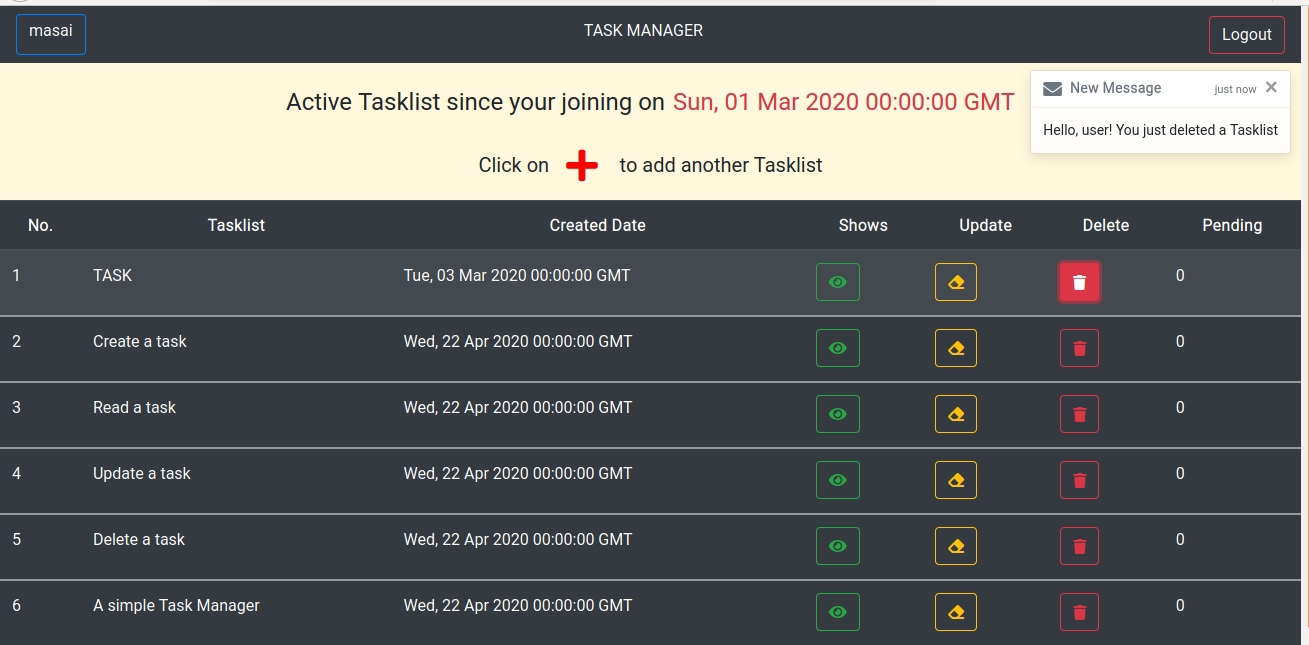 masai TASK MANAGER Logout
New Message just now ×
Active Tasklist since your joining on Sun, 01 Mar 2020 00:00:00 GMT
Hello, user! You just deleted a Tasklist
Click on to add another Tasklist
No. Tasklist Created Date Shows Update Delete Pending
1 TASK Tue, 03 Mar 2020 00:00:00 GMT 0
2 Create a task Wed, 22 Apr 2020 00:00:00 GMT 0
3 Read a task Wed, 22 Apr 2020 00:00:00 GMT 0
4 Update a task Wed, 22 Apr 2020 00:00:00 GMT 0
5 Delete a task Wed, 22 Apr 2020 00:00:00 GMT 0
6 A simple Task Manager Wed, 22 Apr 2020 00:00:00 GMT 0